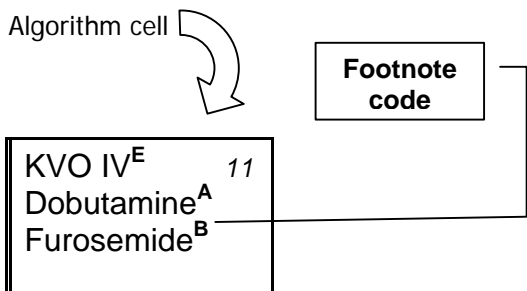 Algorithm cell
Footnote
code
KVO IVᴱ 11
Dobutamineᴬ
Furosemideᴮ